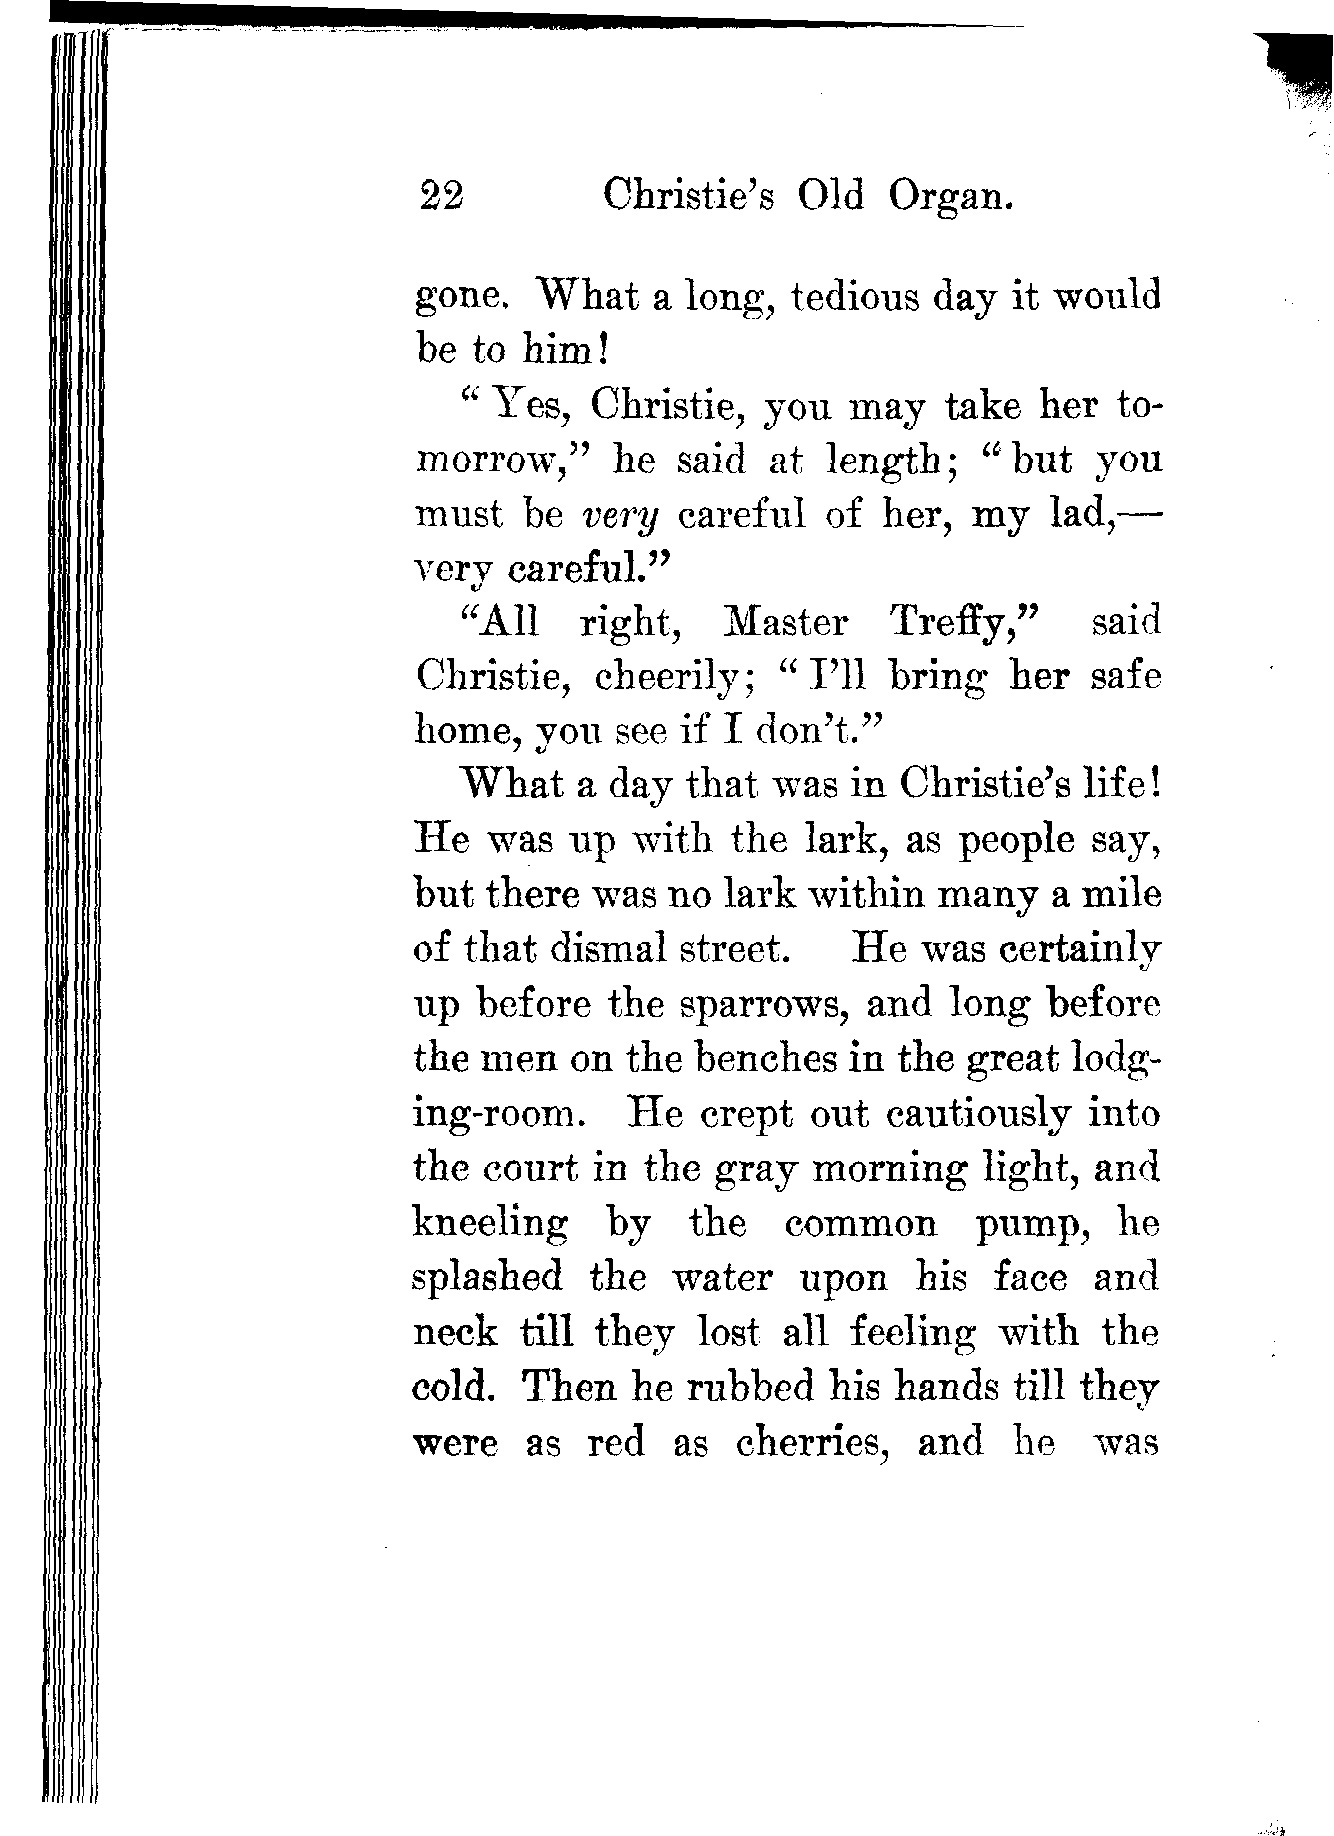 22 Christie's Old Organ.
gone. What a long, tedious day it would
be to him!
"Yes, Christie, you may take her to-
morrow," he said at length; "but you
must be very careful of her, my lad,—
very careful."
"All right, Master Treffy," said
Christie, cheerily; "I'll bring her safe
home, you see if I don't."
What a day that was in Christie's life!
He was up with the lark, as people say,
but there was no lark within many a mile
of that dismal street. He was certainly
up before the sparrows, and long before
the men on the benches in the great lodg-
ing-room. He crept out cautiously into
the court in the gray morning light, and
kneeling by the common pump, he
splashed the water upon his face and
neck till they lost all feeling with the
cold. Then he rubbed his hands till they
were as red as cherries, and he was